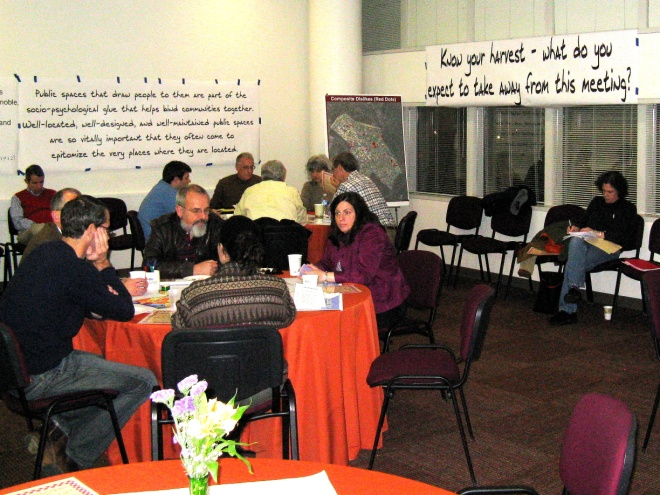 Public spaces that draw people to them are part of the
socio-psychological glue that helps bind communities together.
Well-located, well-designed, and well-maintained public spaces
are so vitally important that they often come to
epitomize the very places where they are located.
Composite Dislikes (Red Dots)
Know your harvest - what do you
expect to take away from this meeting?
and